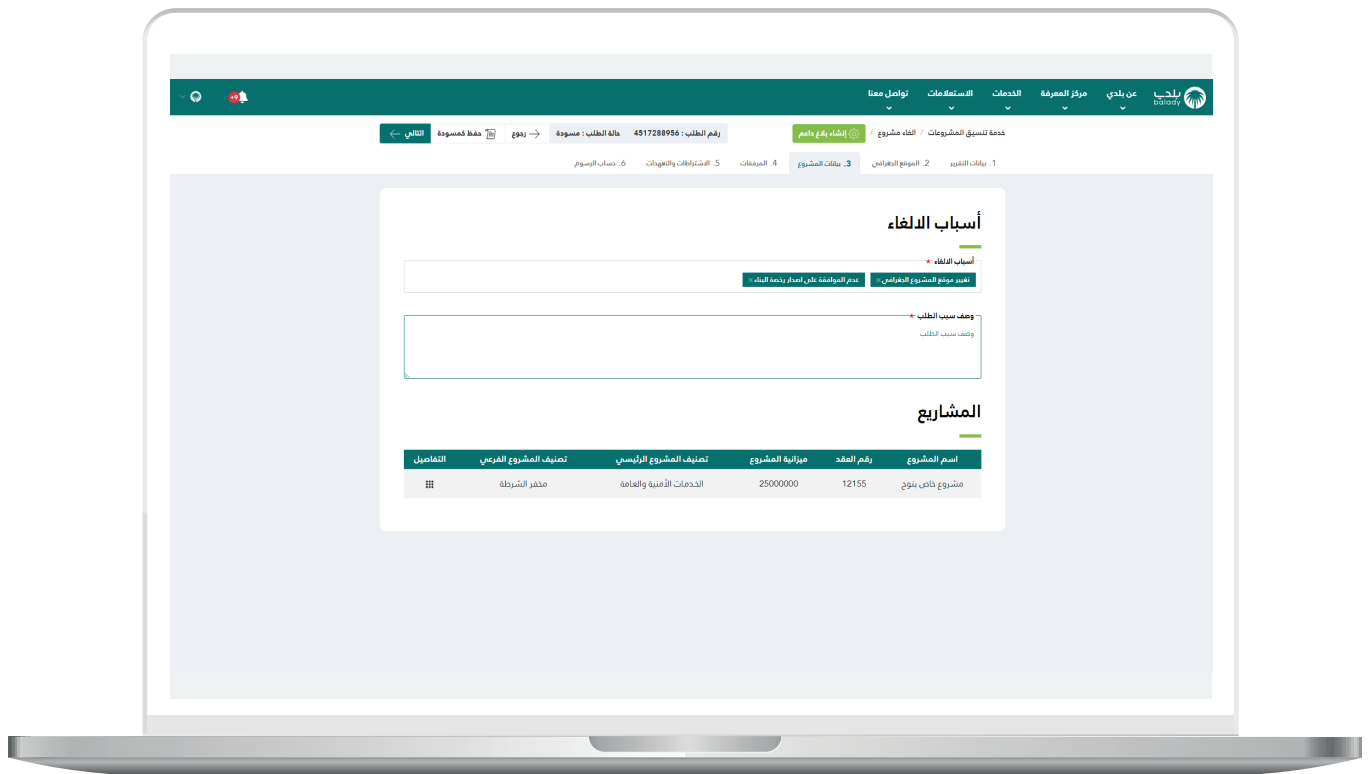 بلدي
balady
عن بلدي مركز المعرفة الخدمات الاستعلامات تواصل معنا
+9
خدمة تنسيق المشروعات / الغاء مشروع / إنشاء بلاغ داعم
رقم الطلب : 4517288956 حالة الطلب : مسودة رجوع حفظ كمسودة التالي
1. بيانات التقرير 2. الموقع الجغرافي 3. بيانات المشروع 4. المرفقات 5. الاشتراطات والتعهدات 6. حساب الرسوم
أسباب الالغاء
أسباب الالغاء *
تغيير موقع المشروع الجغرافي × عدم الموافقة على اصدار رخصة البناء ×
وصف سبب الطلب *
وصف سبب الطلب
المشاريع
اسم المشروع رقم العقد ميزانية المشروع تصنيف المشروع الرئيسي تصنيف المشروع الفرعي التفاصيل
مشروع خاص بنوح 12155 25000000 الخدمات الأمنية والعامة مخفر الشرطة